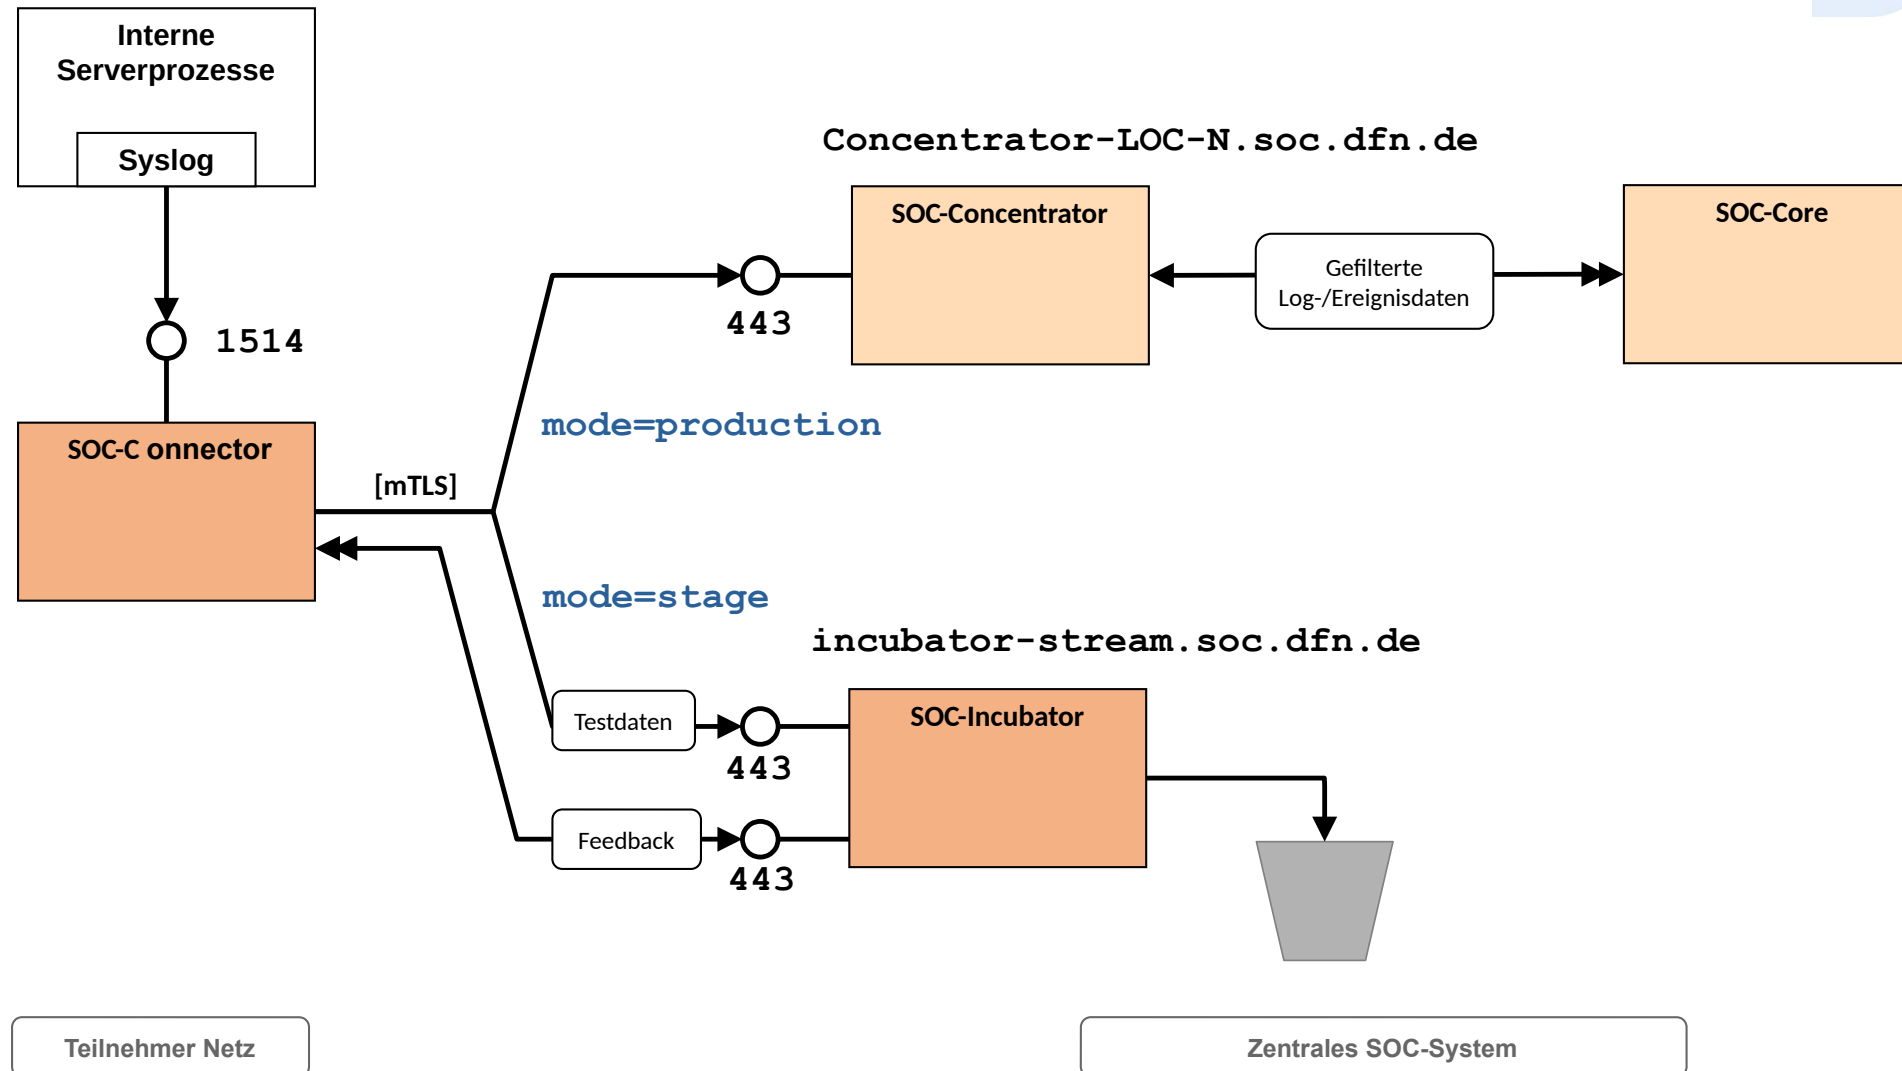 Interne
Serverprozesse
Syslog
1514
Concentrator-LOC-N.soc.dfn.de
SOC-Concentrator
SOC-Core
Gefilterte
Log-/Ereignisdaten
443
mode=production
SOC-C onnector
[mTLS]
mode=stage
incubator-stream.soc.dfn.de
Testdaten
443
SOC-Incubator
Feedback
443
Teilnehmer Netz
Zentrales SOC-System